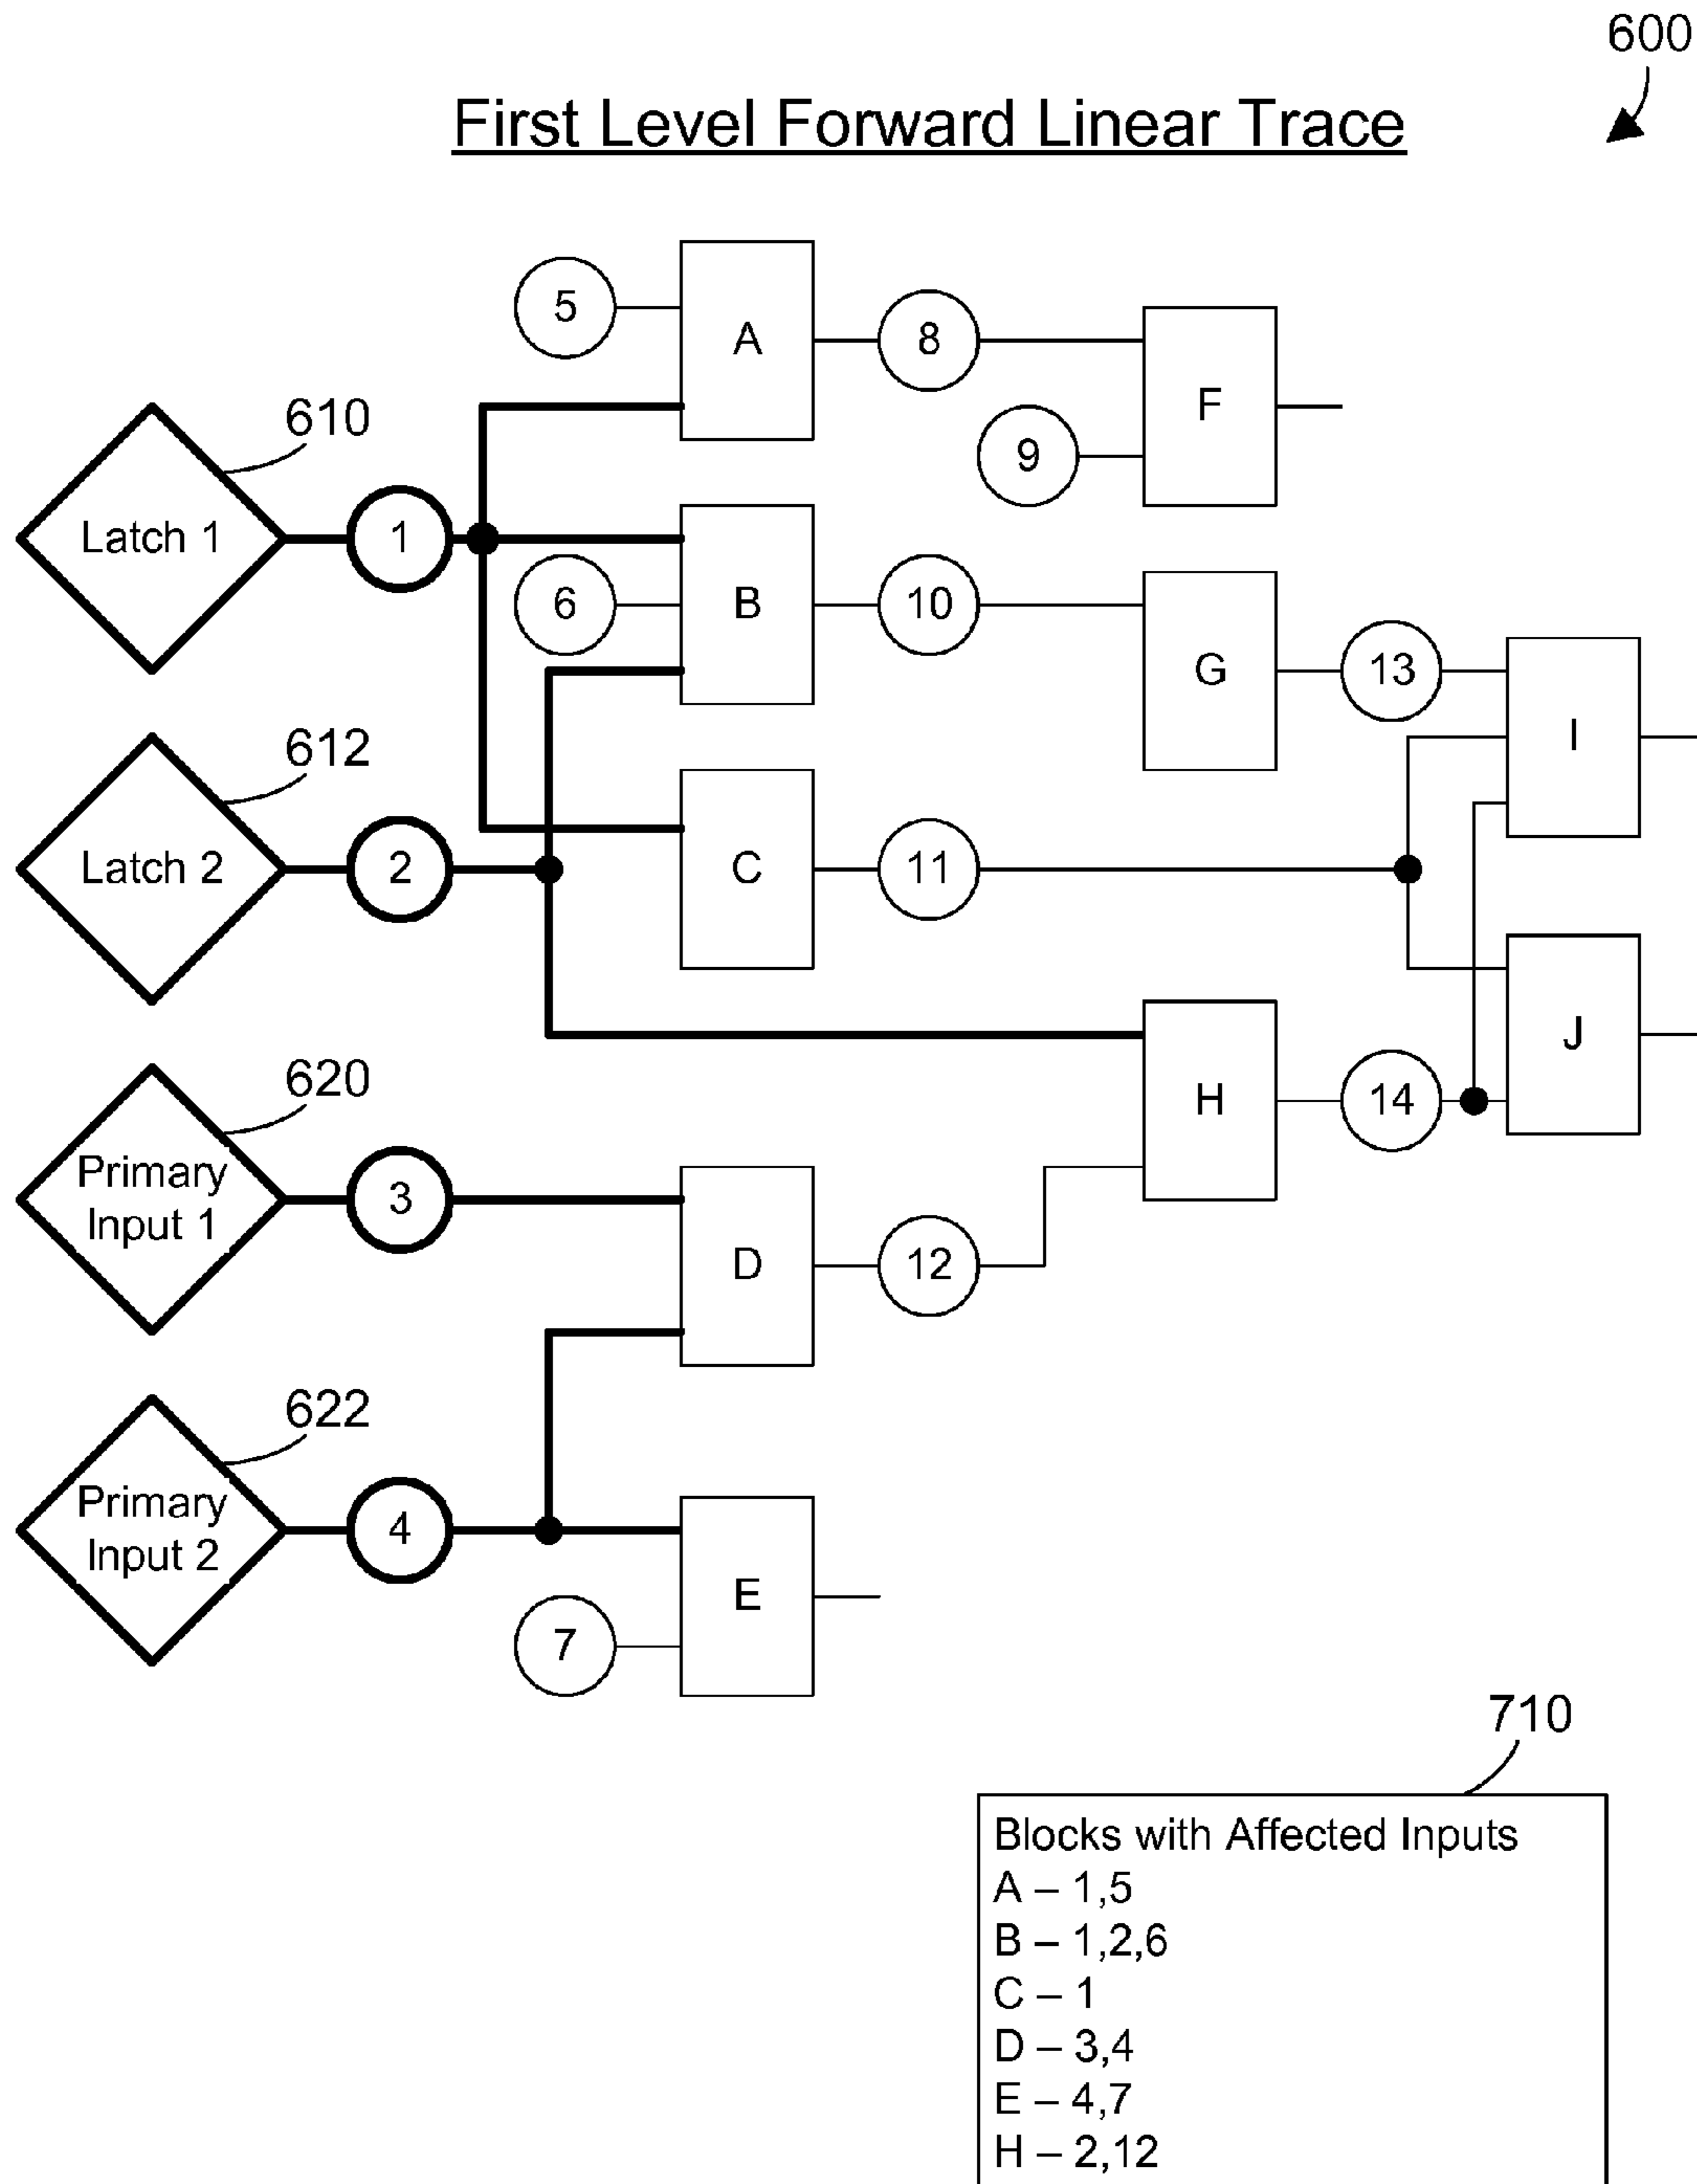 600
First Level Forward Linear Trace
5
A
8
F
9
610
Latch 1
1
6
B
10
G
13
I
612
Latch 2
2
C
11
J
620
Primary
Input 1
3
H
14
D
12
622
Primary
Input 2
4
E
7
710
Blocks with Affected Inputs
A – 1,5
B – 1,2,6
C – 1
D – 3,4
E – 4,7
H – 2,12